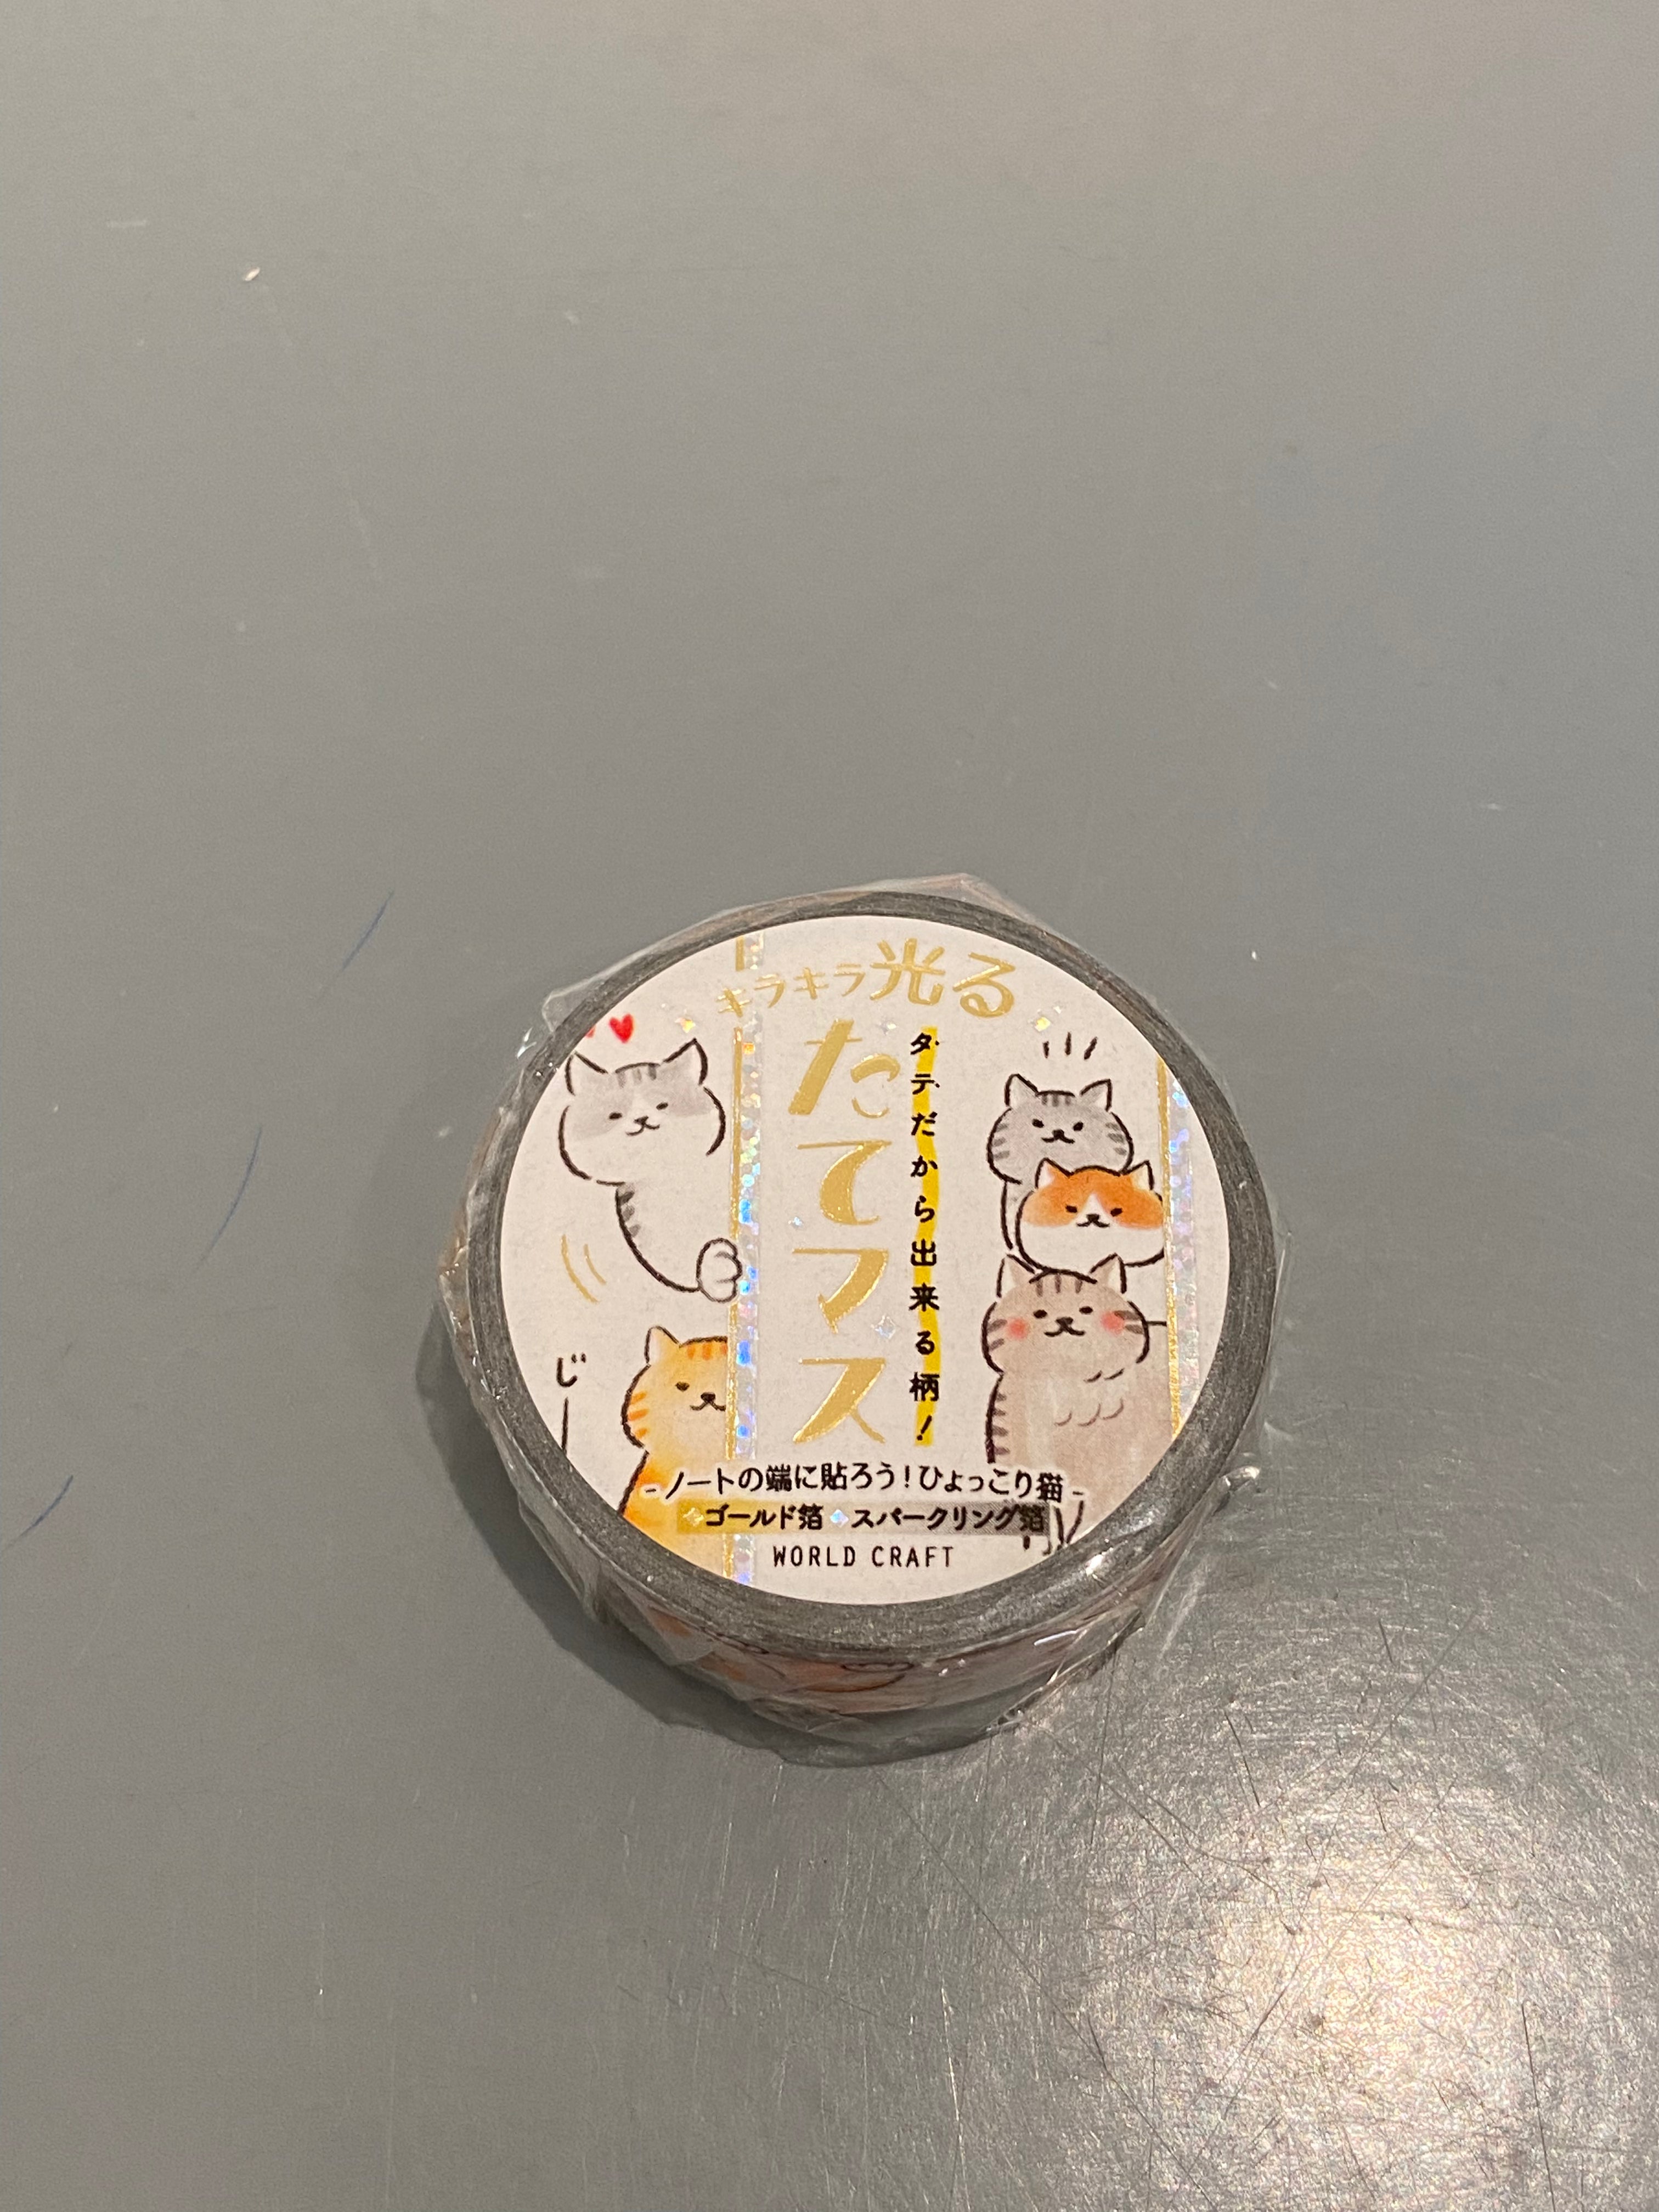 キラキラ光る
たてマス
タテだから出来る柄!
じー
-ノートの端に貼ろう!ひょっこり猫-
ゴールド箔 スパークリング箔
WORLD CRAFT